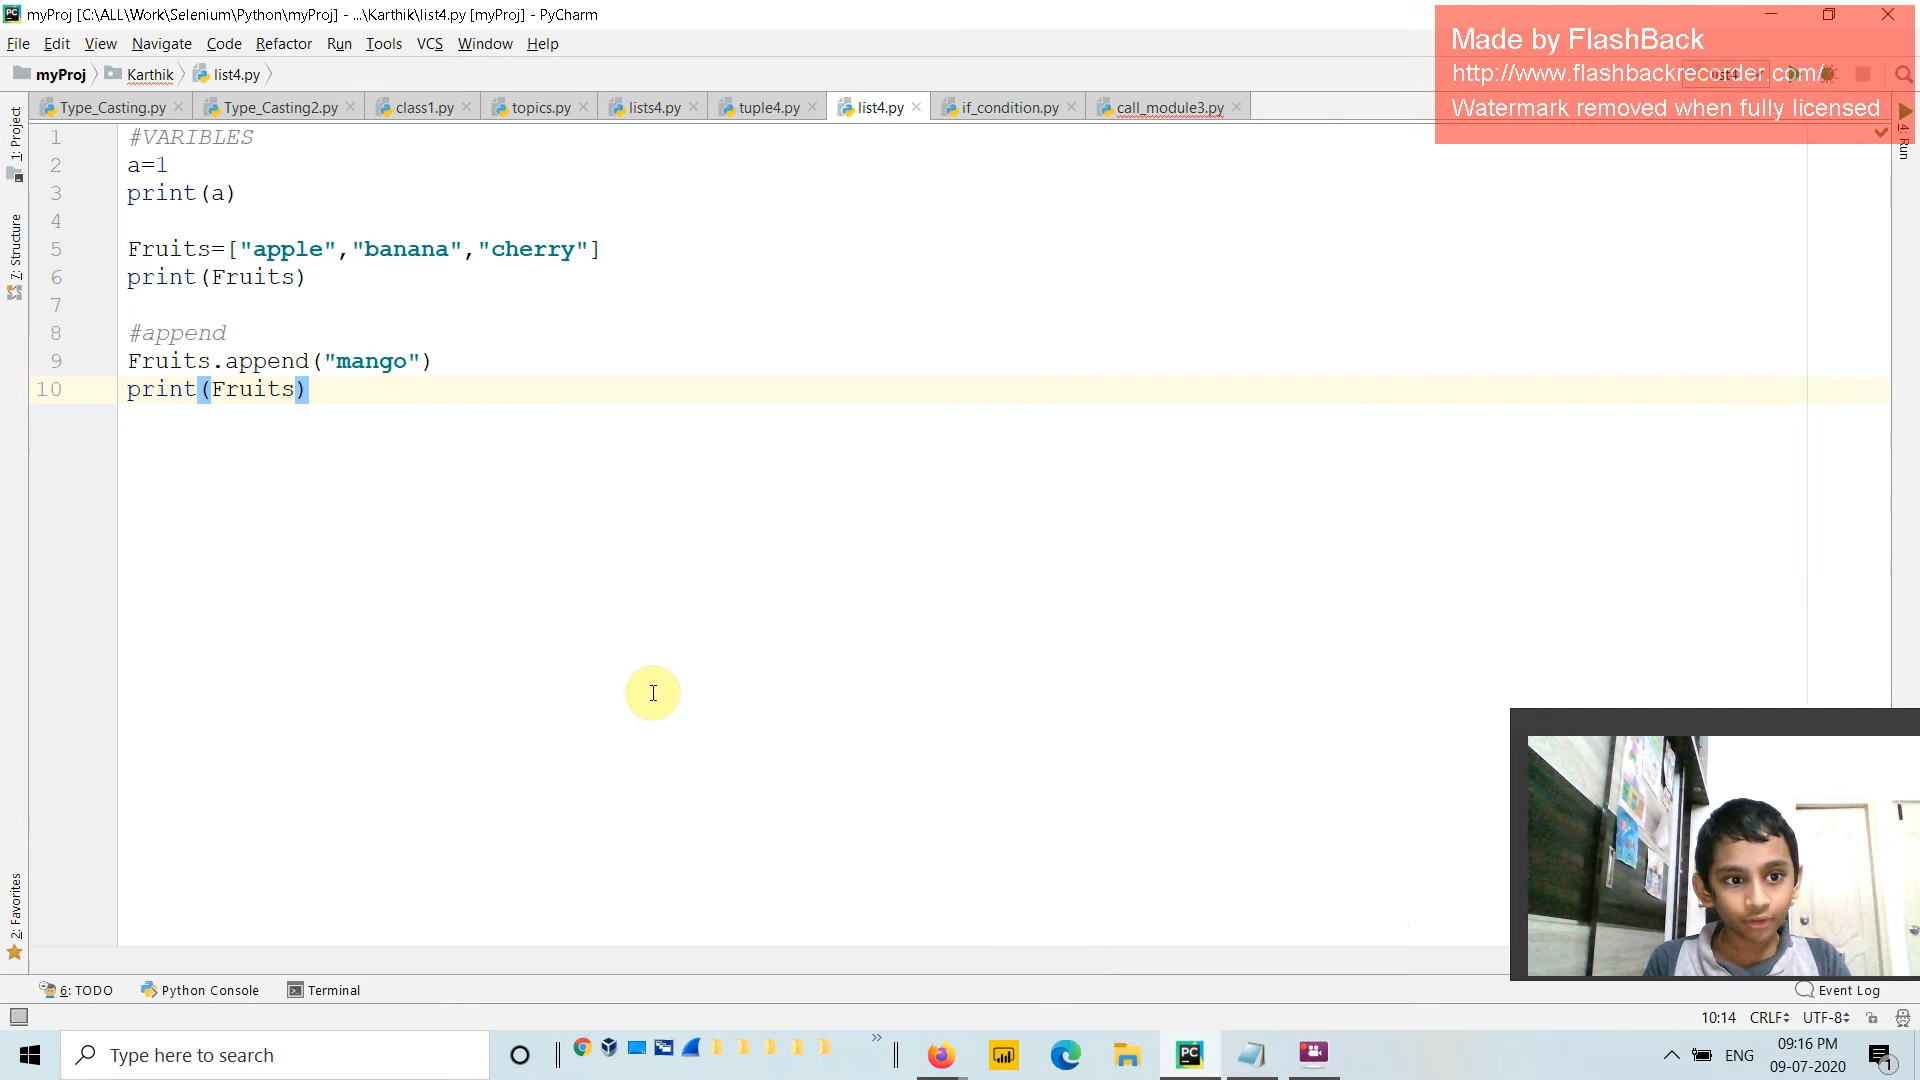 myProj [C:\ALL\Work\Selenium\Python\myProj] - ...\Karthik\list4.py [myProj] - PyCharm
Made by FlashBack
http://www.flashbackrecorder.com/
Watermark removed when fully licensed
File Edit View Navigate Code Refactor Run Tools VCS Window Help
myProj Karthik list4.py
Type_Casting.py Type_Casting2.py class1.py topics.py lists4.py tuple4.py list4.py if_condition.py call_module3.py
1: Project
7: Structure
2: Favorites
4: Run
1 #VARIBLES
2 a=1
3 print(a)
4
5 Fruits=["apple","banana","cherry"]
6 print(Fruits)
7
8 #append
9 Fruits.append("mango")
10 print(Fruits)
6: TODO Python Console Terminal Event Log
10:14 CRLF UTF-8
Type here to search
PC
ENG
09:16 PM
09-07-2020
1